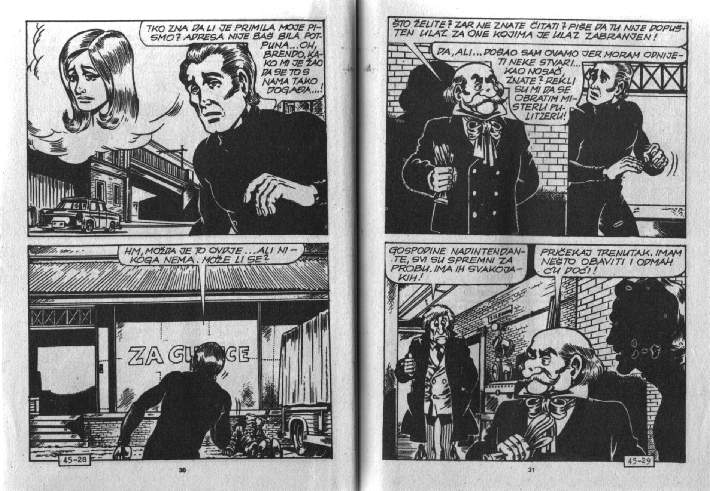 TKO ZNA DA LI JE PRIMILA MOJE PI-
SMO? ADRESA NIJE BAŠ BILA POT-
PUNA...OH,
BRENDO, KA-
KO MI JE ŽAO
DA SE TO S
NAMA TAKO
DOGAĐA...!
HM, MOŽDA JE TO OVDJE...ALI NI-
KOGA NEMA. MOŽE LI SE?
ZA GL CE
45-28
30
ŠTO ŽELITE? ZAR NE ZNATE ČITATI? PIŠE DA TU NIJE DOPUŠ-
TEN ULAZ ZA ONE KOJIMA JE ULAZ ZABRANJEN!
DA, ALI...DOŠAO SAM OVAMO JER MORAM ODNIJE-
TI NEKE STVARI...
KAO NOSAČ,
ZNATE? REKLI
SU MI DA SE
OBRATIM MI-
STERU PU-
LITZERU!
GOSPODINE NADINTENDAN-
TE, SVI SU SPREMNI ZA
PROBU. IMA IH SVAKOJA-
KIH!
PRIČEKAJ TRENUTAK. IMAM
NEŠTO OBAVITI I ODMAH
ĆU DOĆI!
31
45-29